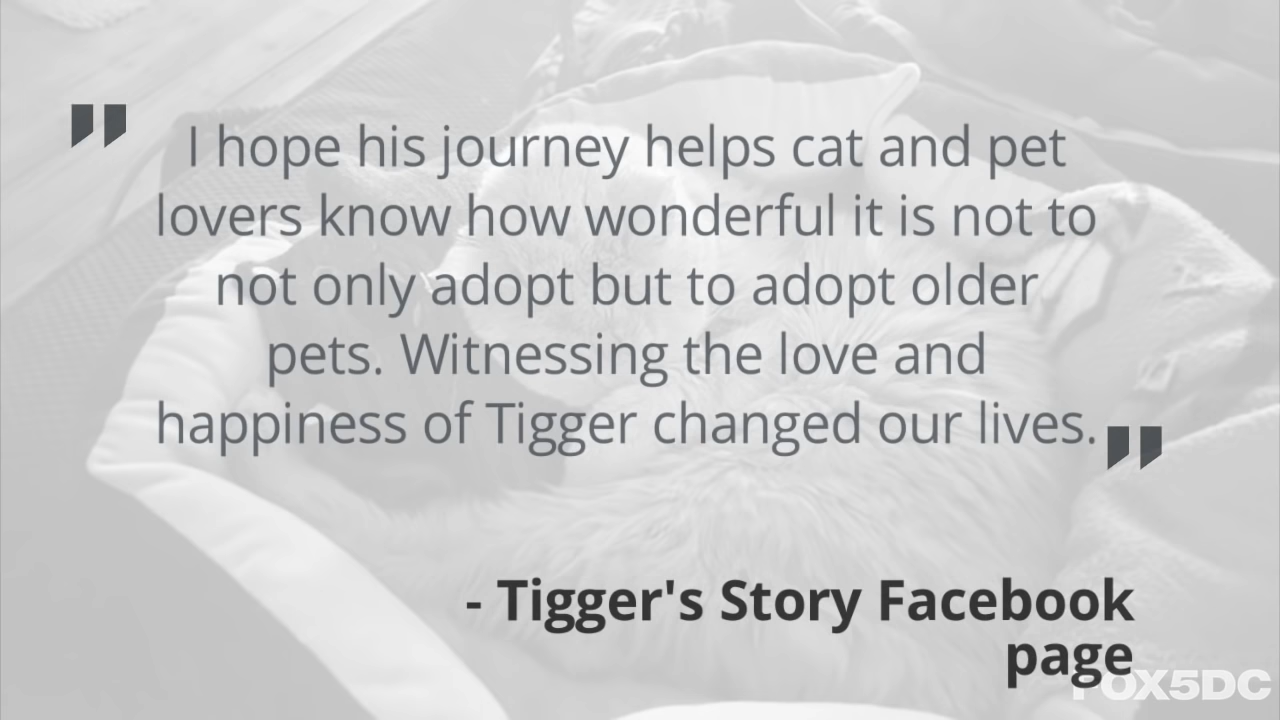 I hope his journey helps cat and pet
lovers know how wonderful it is not to
not only adopt but to adopt older
pets. Witnessing the love and
happiness of Tigger changed our lives.
- Tigger's Story Facebook
page
FOX5DC